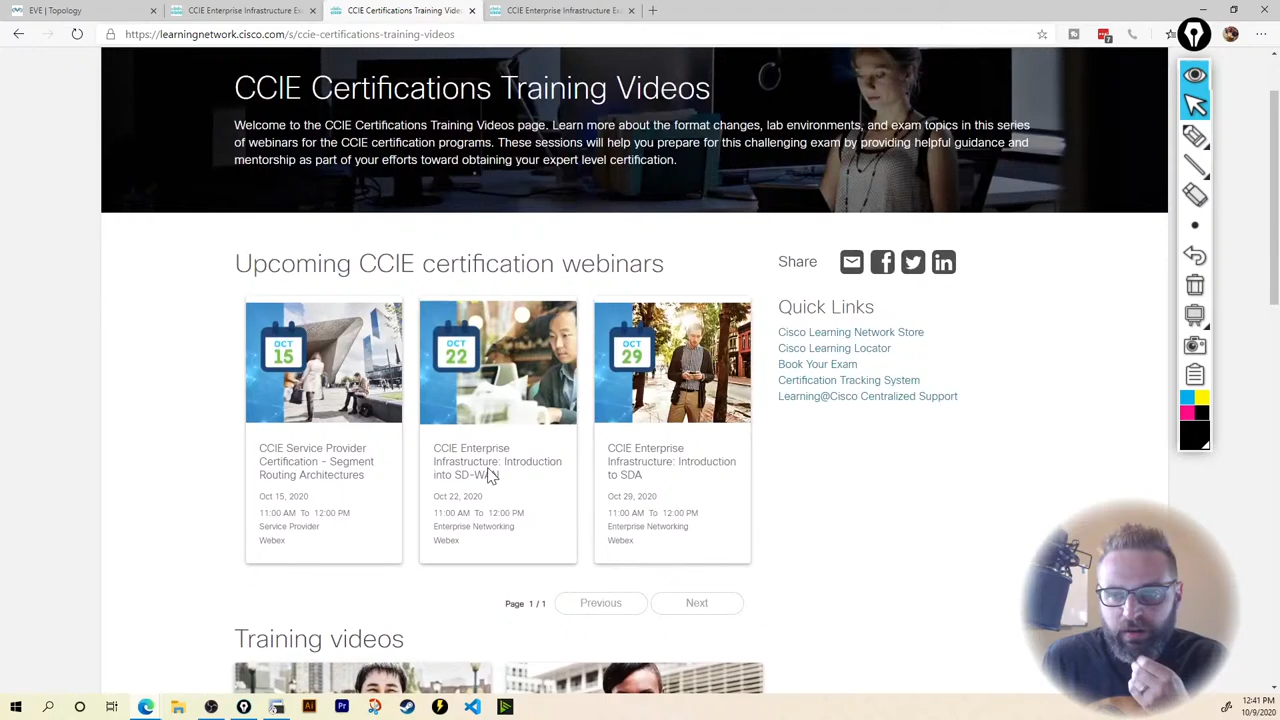 EVE | Topology
CCIE Enterprise Infrastructure Ex
CCIE Certifications Training Vide
CCIE Enterprise Infrastructure Ex
https://learningnetwork.cisco.com/s/ccie-certifications-training-videos
7
CCIE Certifications Training Videos
Welcome to the CCIE Certifications Training Videos page. Learn more about the format changes, lab environments, and exam topics in this series
of webinars for the CCIE certification programs. These sessions will help you prepare for this challenging exam by providing helpful guidance and
mentorship as part of your efforts toward obtaining your expert level certification.
Upcoming CCIE certification webinars
OCT
15
CCIE Service Provider
Certification - Segment
Routing Architectures
Oct 15, 2020
11:00 AM To 12:00 PM
Service Provider
Webex
OCT
22
CCIE Enterprise
Infrastructure: Introduction
into SD-WAN
Oct 22, 2020
11:00 AM To 12:00 PM
Enterprise Networking
Webex
OCT
29
CCIE Enterprise
Infrastructure: Introduction
to SDA
Oct 29, 2020
11:00 AM To 12:00 PM
Enterprise Networking
Webex
Page 1 / 1
Previous
Next
Share
Quick Links
Cisco Learning Network Store
Cisco Learning Locator
Book Your Exam
Certification Tracking System
Learning@Cisco Centralized Support
Training videos
Ai
Pr
12:41 PM
10/9/2020